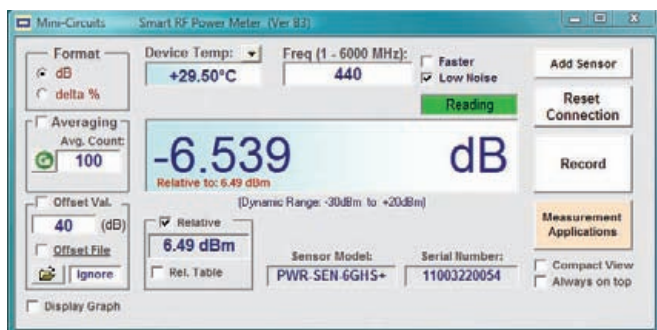 Mini-Circuits Smart RF Power Meter (Ver B3)
Format
dB
delta %
Device Temp:
+29.50°C
Freq (1 - 6000 MHz):
440
Faster
Low Noise
Reading
Add Sensor
Reset
Connection
Record
Measurement
Applications
Compact View
Always on top
Averaging
Avg. Count:
100
-6.539 dB
Relative to: 6.49 dBm
(Dynamic Range: -30dBm to +20dBm)
Offset Val.
40 (dB)
Offset File
Ignore
Display Graph
Relative
6.49 dBm
Rel. Table
Sensor Model:
PWR-SEN-6GHS+
Serial Number:
11003220054